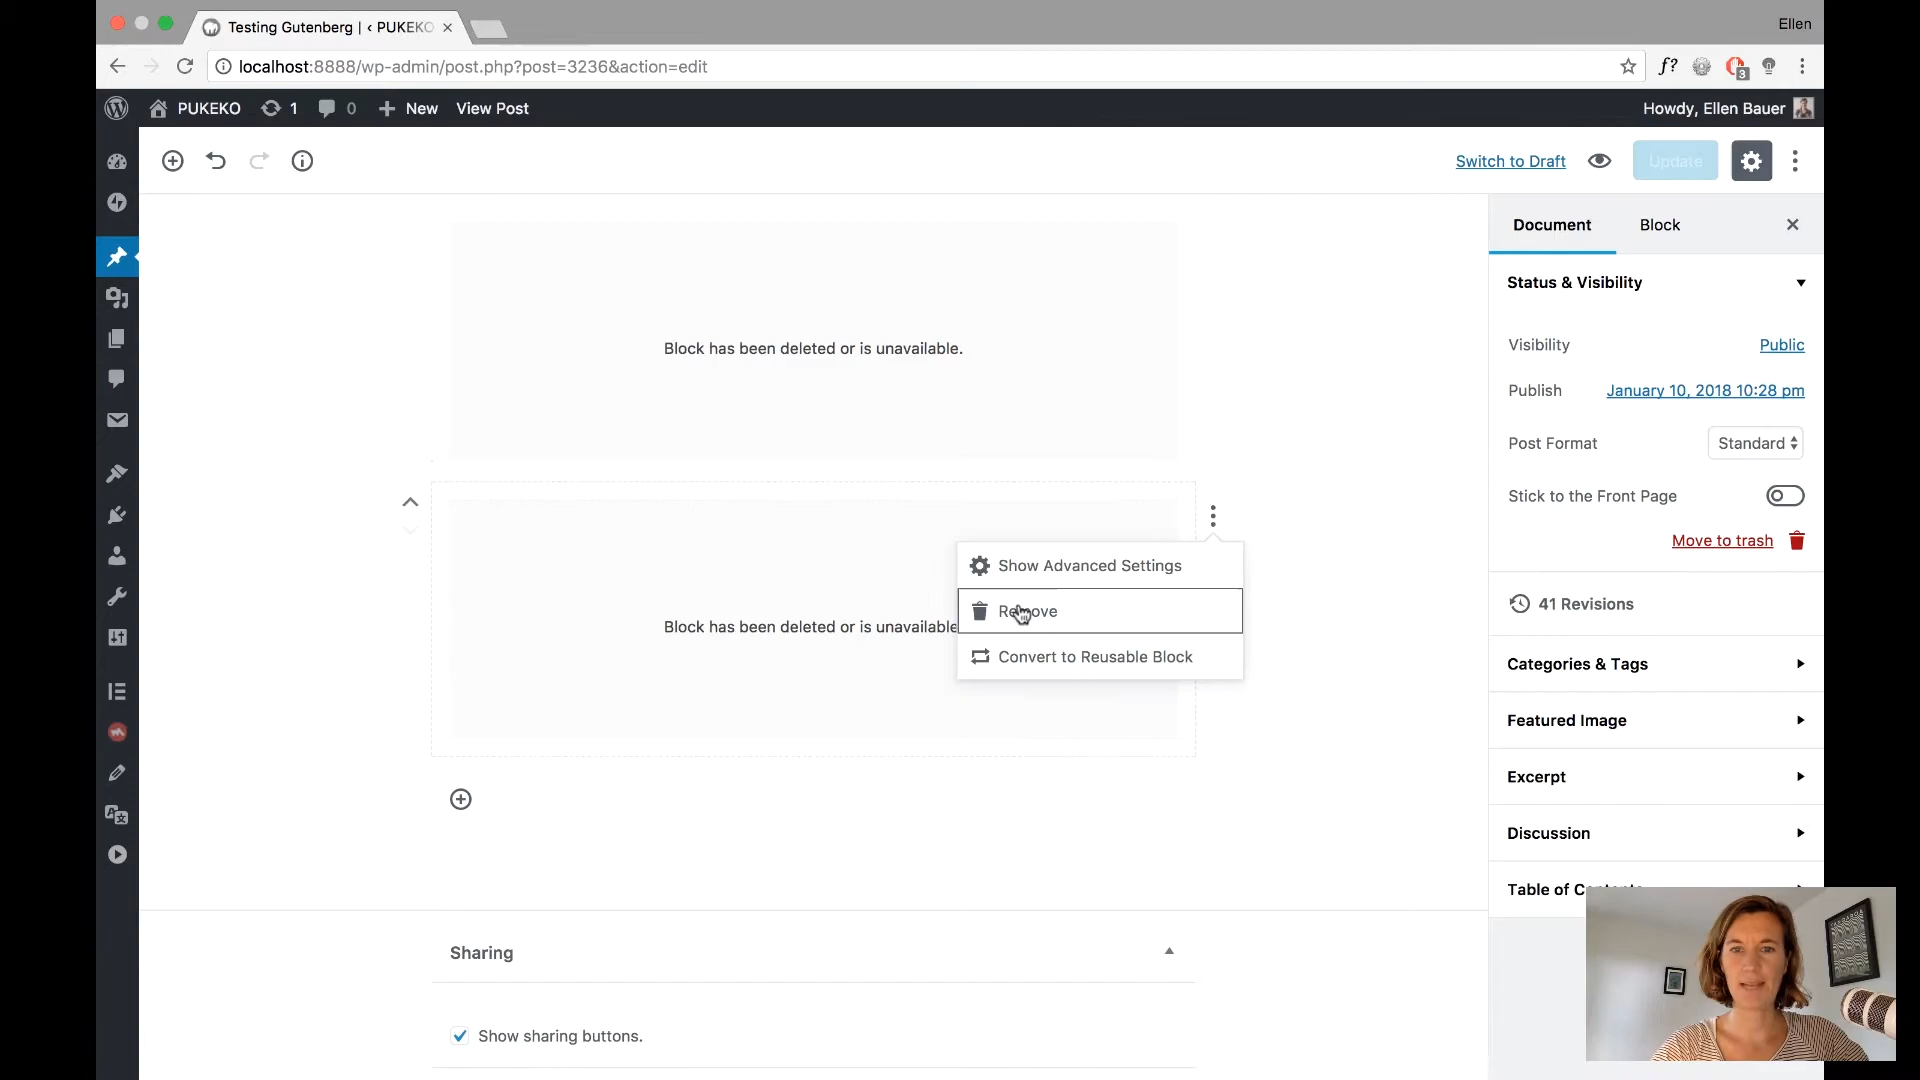 Testing Gutenberg | ‹ PUKEKO
Ellen
localhost:8888/wp-admin/post.php?post=3236&action=edit
f?
3
PUKEKO 1 0 New View Post
Howdy, Ellen Bauer
Switch to Draft
Update
Document Block
Block has been deleted or is unavailable.
Status & Visibility
Visibility Public
Publish January 10, 2018 10:28 pm
Post Format Standard
Stick to the Front Page
Move to trash
Show Advanced Settings
Remove
Convert to Reusable Block
Block has been deleted or is unavailable
41 Revisions
Categories & Tags
Featured Image
Excerpt
Discussion
Table of Contents
Sharing
Show sharing buttons.